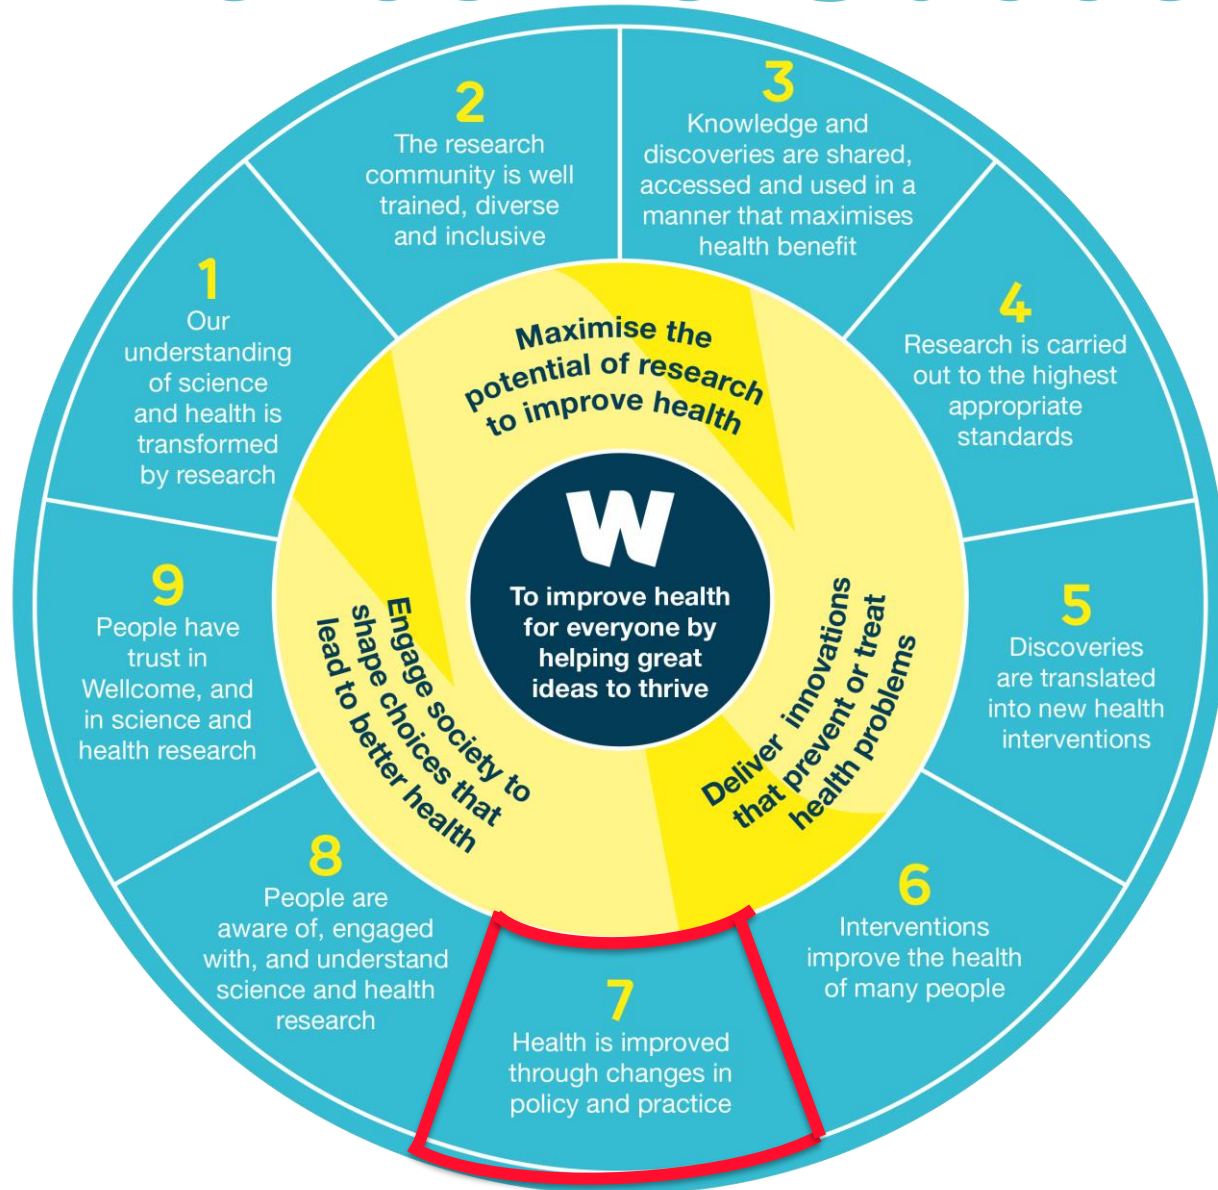 2
The research
community is well
trained, diverse
and inclusive
3
Knowledge and
discoveries are shared,
accessed and used in a
manner that maximises
health benefit
1
Our
understanding
of science
and health is
transformed
by research
4
Research is carried
out to the highest
appropriate
standards
Maximise the
potential of research
to improve health
W
To improve health
for everyone by
helping great
ideas to thrive
9
People have
trust in
Wellcome, and
in science and
health research
Engage society to
shape choices that
lead to better health
Deliver innovations
that prevent or treat
health problems
5
Discoveries
are translated
into new health
interventions
8
People are
aware of, engaged
with, and understand
science and health
research
6
Interventions
improve the health
of many people
7
Health is improved
through changes in
policy and practice